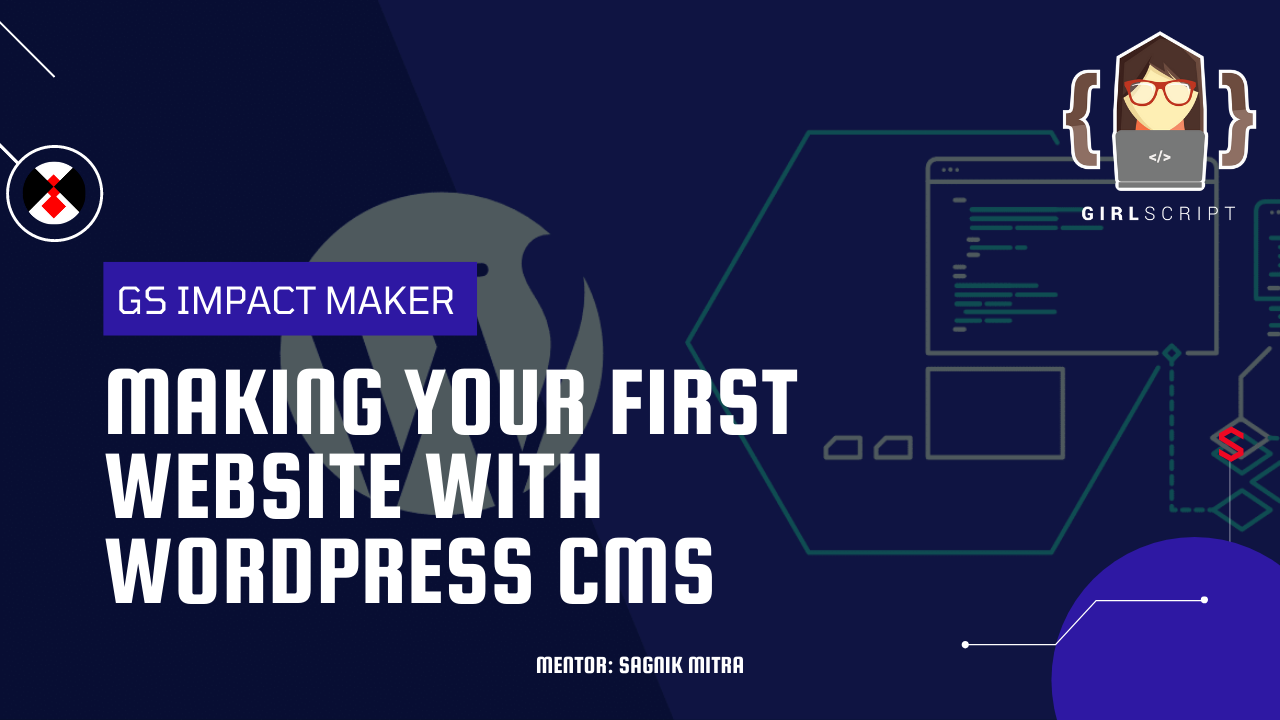 </>
GIRLSCRIPT
GS IMPACT MAKER
MAKING YOUR FIRST
WEBSITE WITH
WORDPRESS CMS
S
MENTOR: SAGNIK MITRA